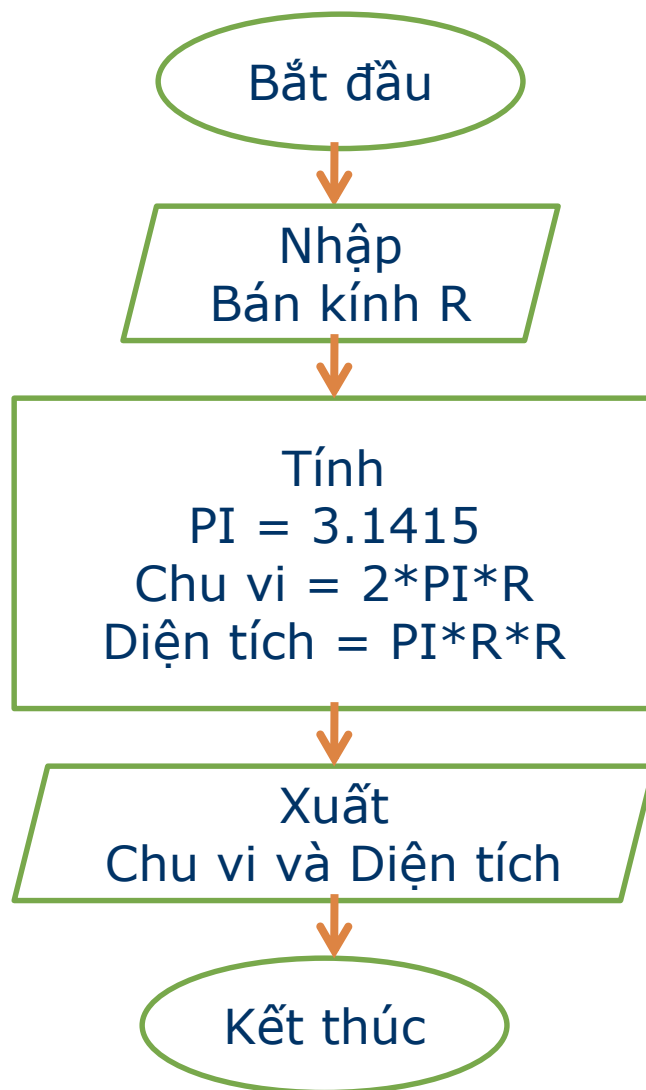 Bắt đầu
Nhập
Bán kính R
Tính
PI = 3.1415
Chu vi = 2*PI*R
Diện tích = PI*R*R
Xuất
Chu vi và Diện tích
Kết thúc